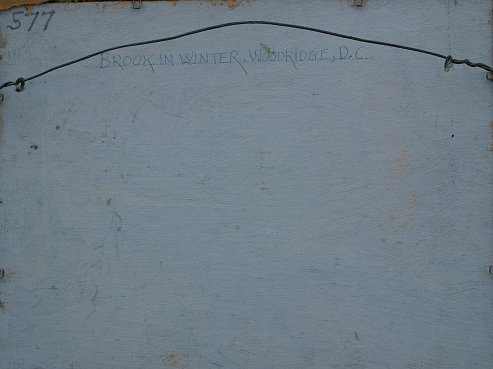 577
BROOK IN WINTER, WOODRIDGE, D.C.